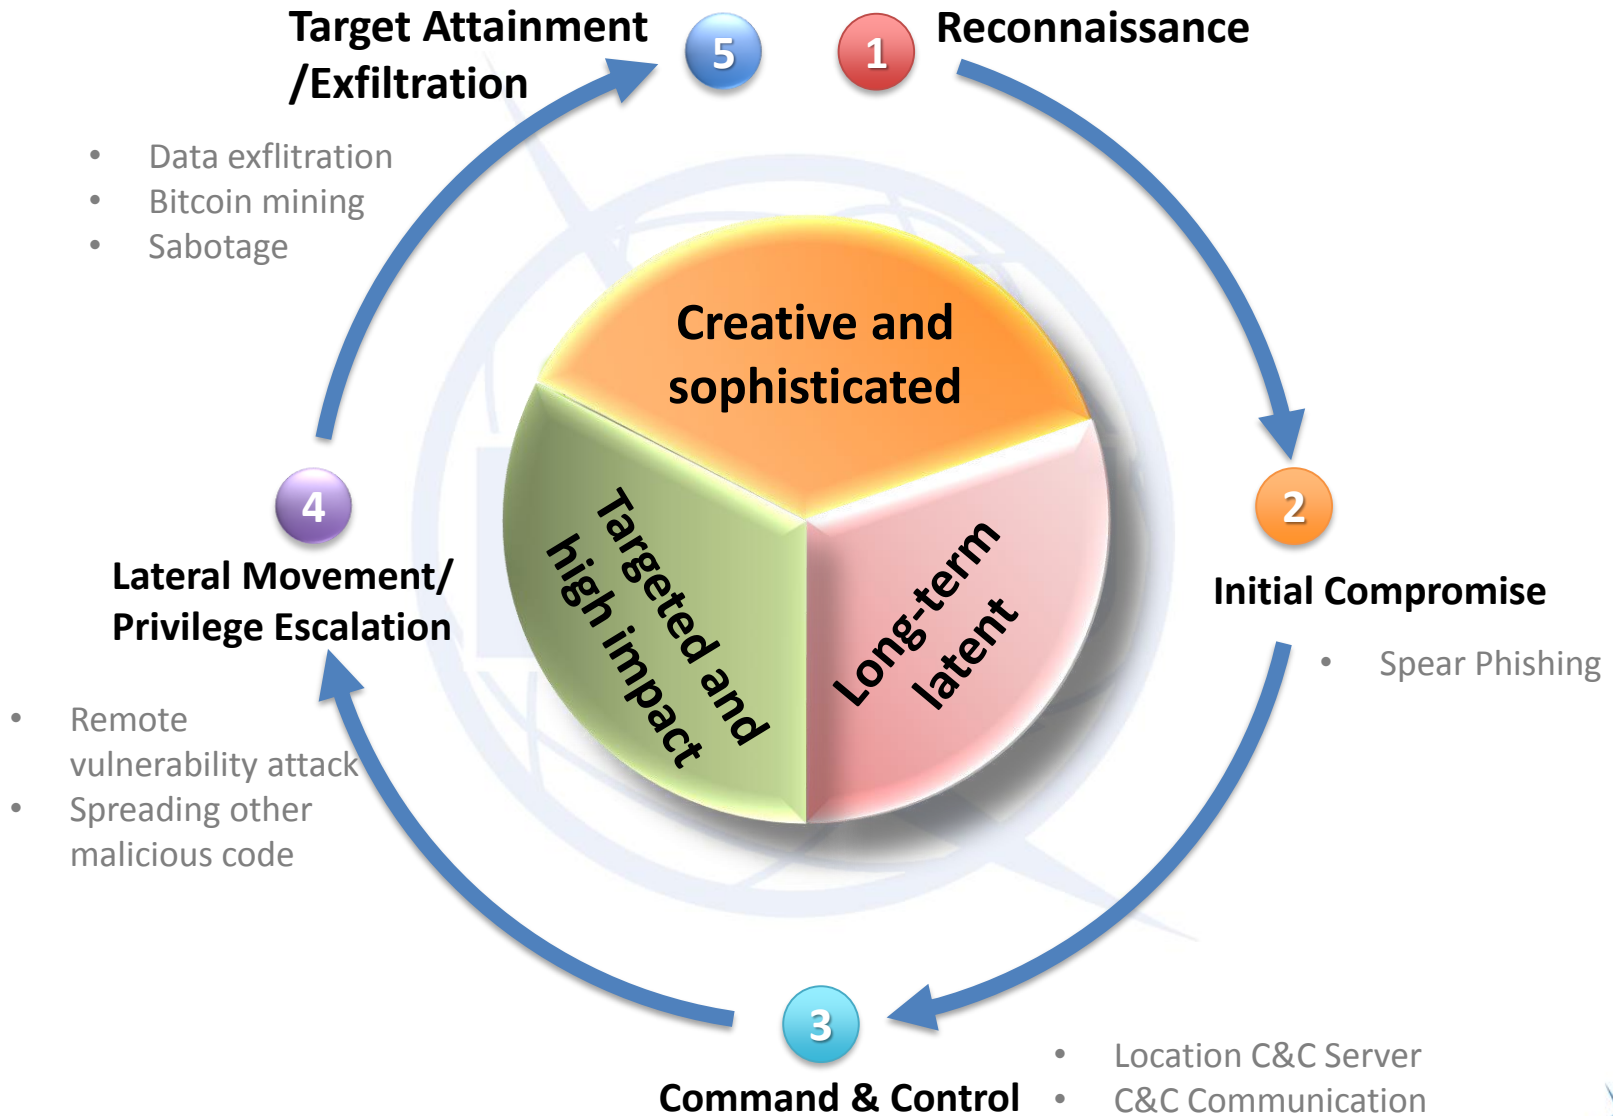 Target Attainment
/Exfiltration
5
1
Reconnaissance
• Data exflitration
• Bitcoin mining
• Sabotage
Creative and
sophisticated
Targeted and
high impact
Long-term
latent
4
Lateral Movement/
Privilege Escalation
2
Initial Compromise
• Spear Phishing
• Remote
vulnerability attack
• Spreading other
malicious code
3
Command & Control
• Location C&C Server
• C&C Communication